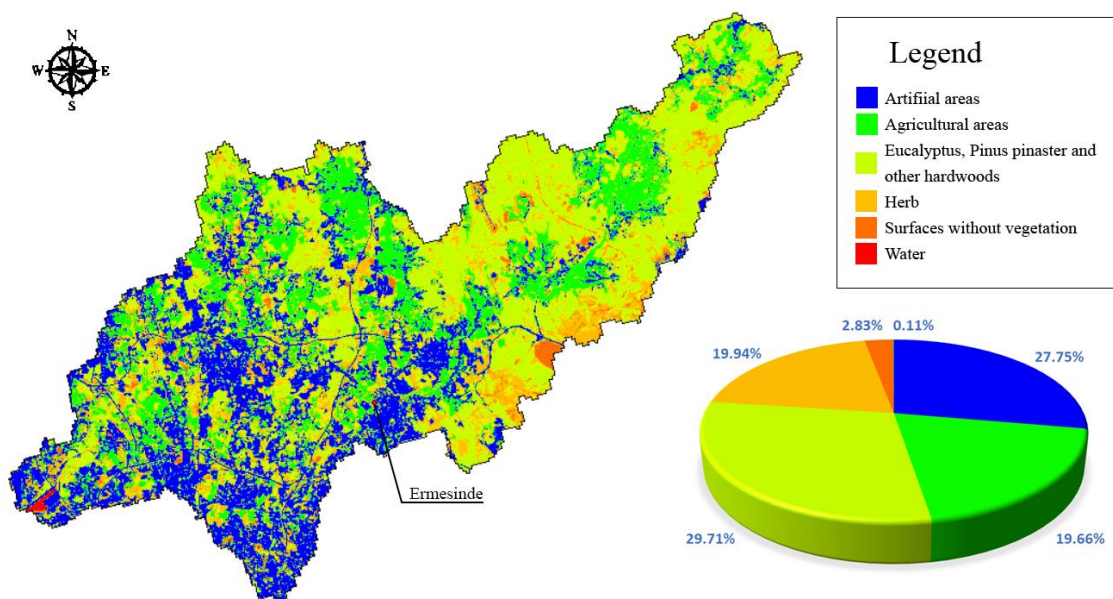 N
W E
S
Legend
Artifiial areas
Agricultural areas
Eucalyptus, Pinus pinaster and
other hardwoods
Herb
Surfaces without vegetation
Water
Ermesinde
2.83% 0.11%
19.94%
27.75%
29.71%
19.66%